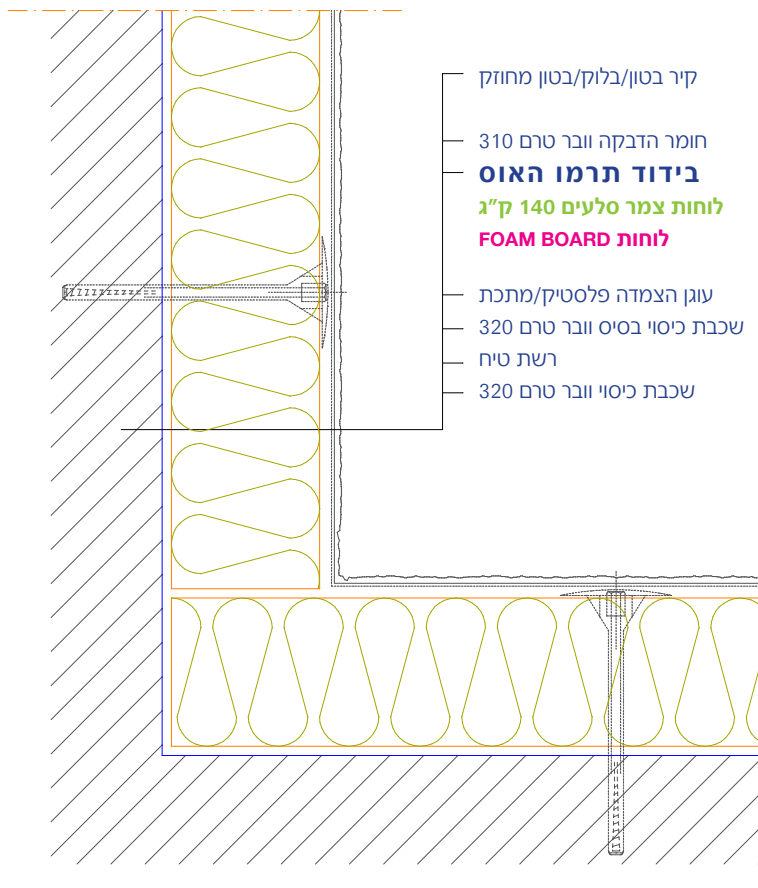 קיר בטון/בלוק/בטון מחוזק
חומר הדבקה וובר טרם 310
בידוד תרמו האוס
לוחות צמר סלעים 140 ק"ג
לוחות FOAM BOARD
עוגן הצמדה פלסטיק/מתכת
שכבת כיסוי בסיס וובר טרם 320
רשת טיח
שכבת כיסוי וובר טרם 320